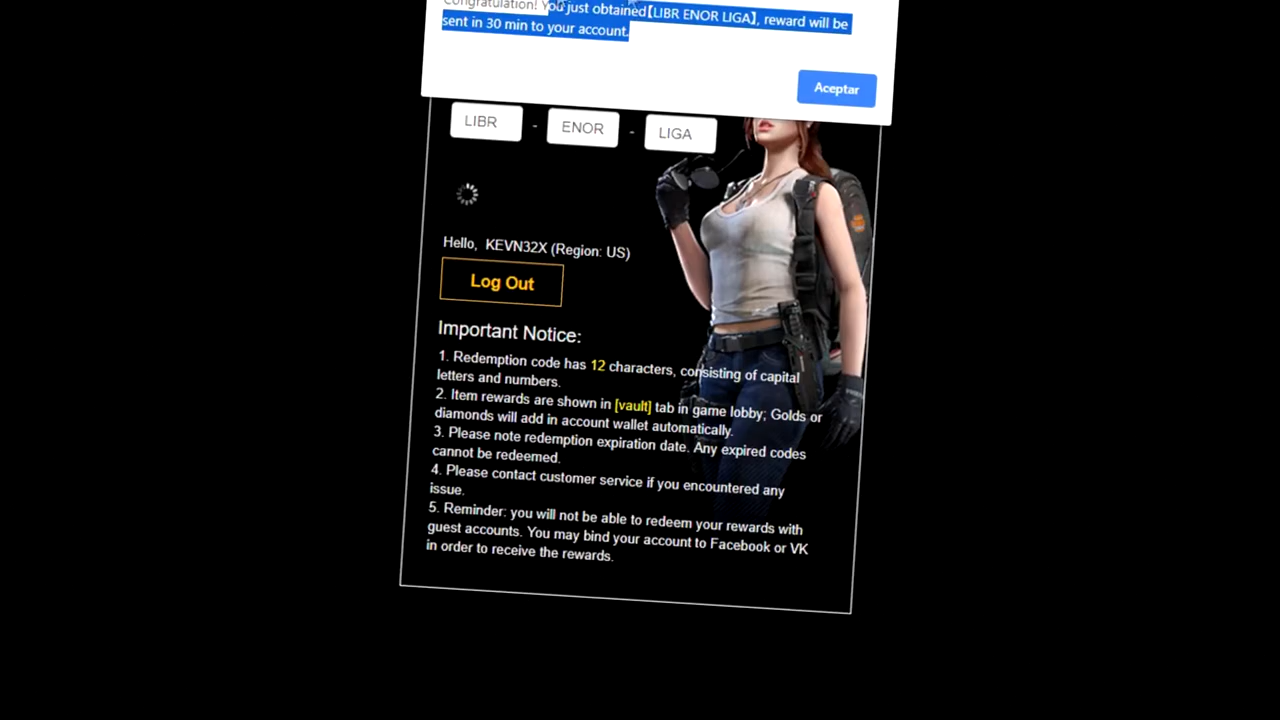 Congratulation! You just obtained【LIBR ENOR LIGA】, reward will be
sent in 30 min to your account.
Aceptar
LIBR - ENOR - LIGA
Hello, KEVN32X (Region: US)
Log Out
Important Notice:
1. Redemption code has 12 characters, consisting of capital
letters and numbers.
2. Item rewards are shown in [vault] tab in game lobby; Golds or
diamonds will add in account wallet automatically.
3. Please note redemption expiration date. Any expired codes
cannot be redeemed.
4. Please contact customer service if you encountered any
issue.
5. Reminder: you will not be able to redeem your rewards with
guest accounts. You may bind your account to Facebook or VK
in order to receive the rewards.